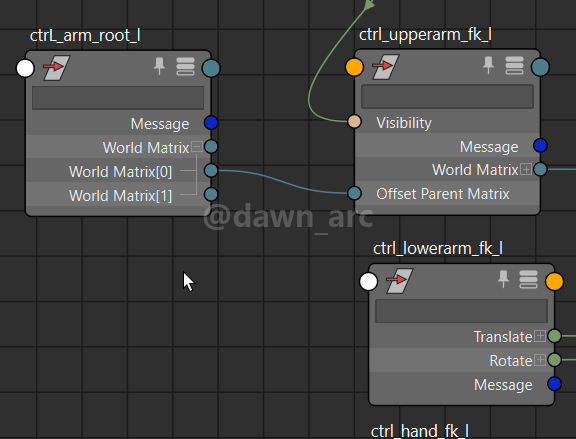 ctrL_arm_root_l
Message
World Matrix
World Matrix[0]
World Matrix[1]
ctrl_upperarm_fk_l
Visibility
Message
World Matrix
Offset Parent Matrix
@dawn_arc
ctrl_lowerarm_fk_l
Translate
Rotate
Message
ctrl_hand_fk_l